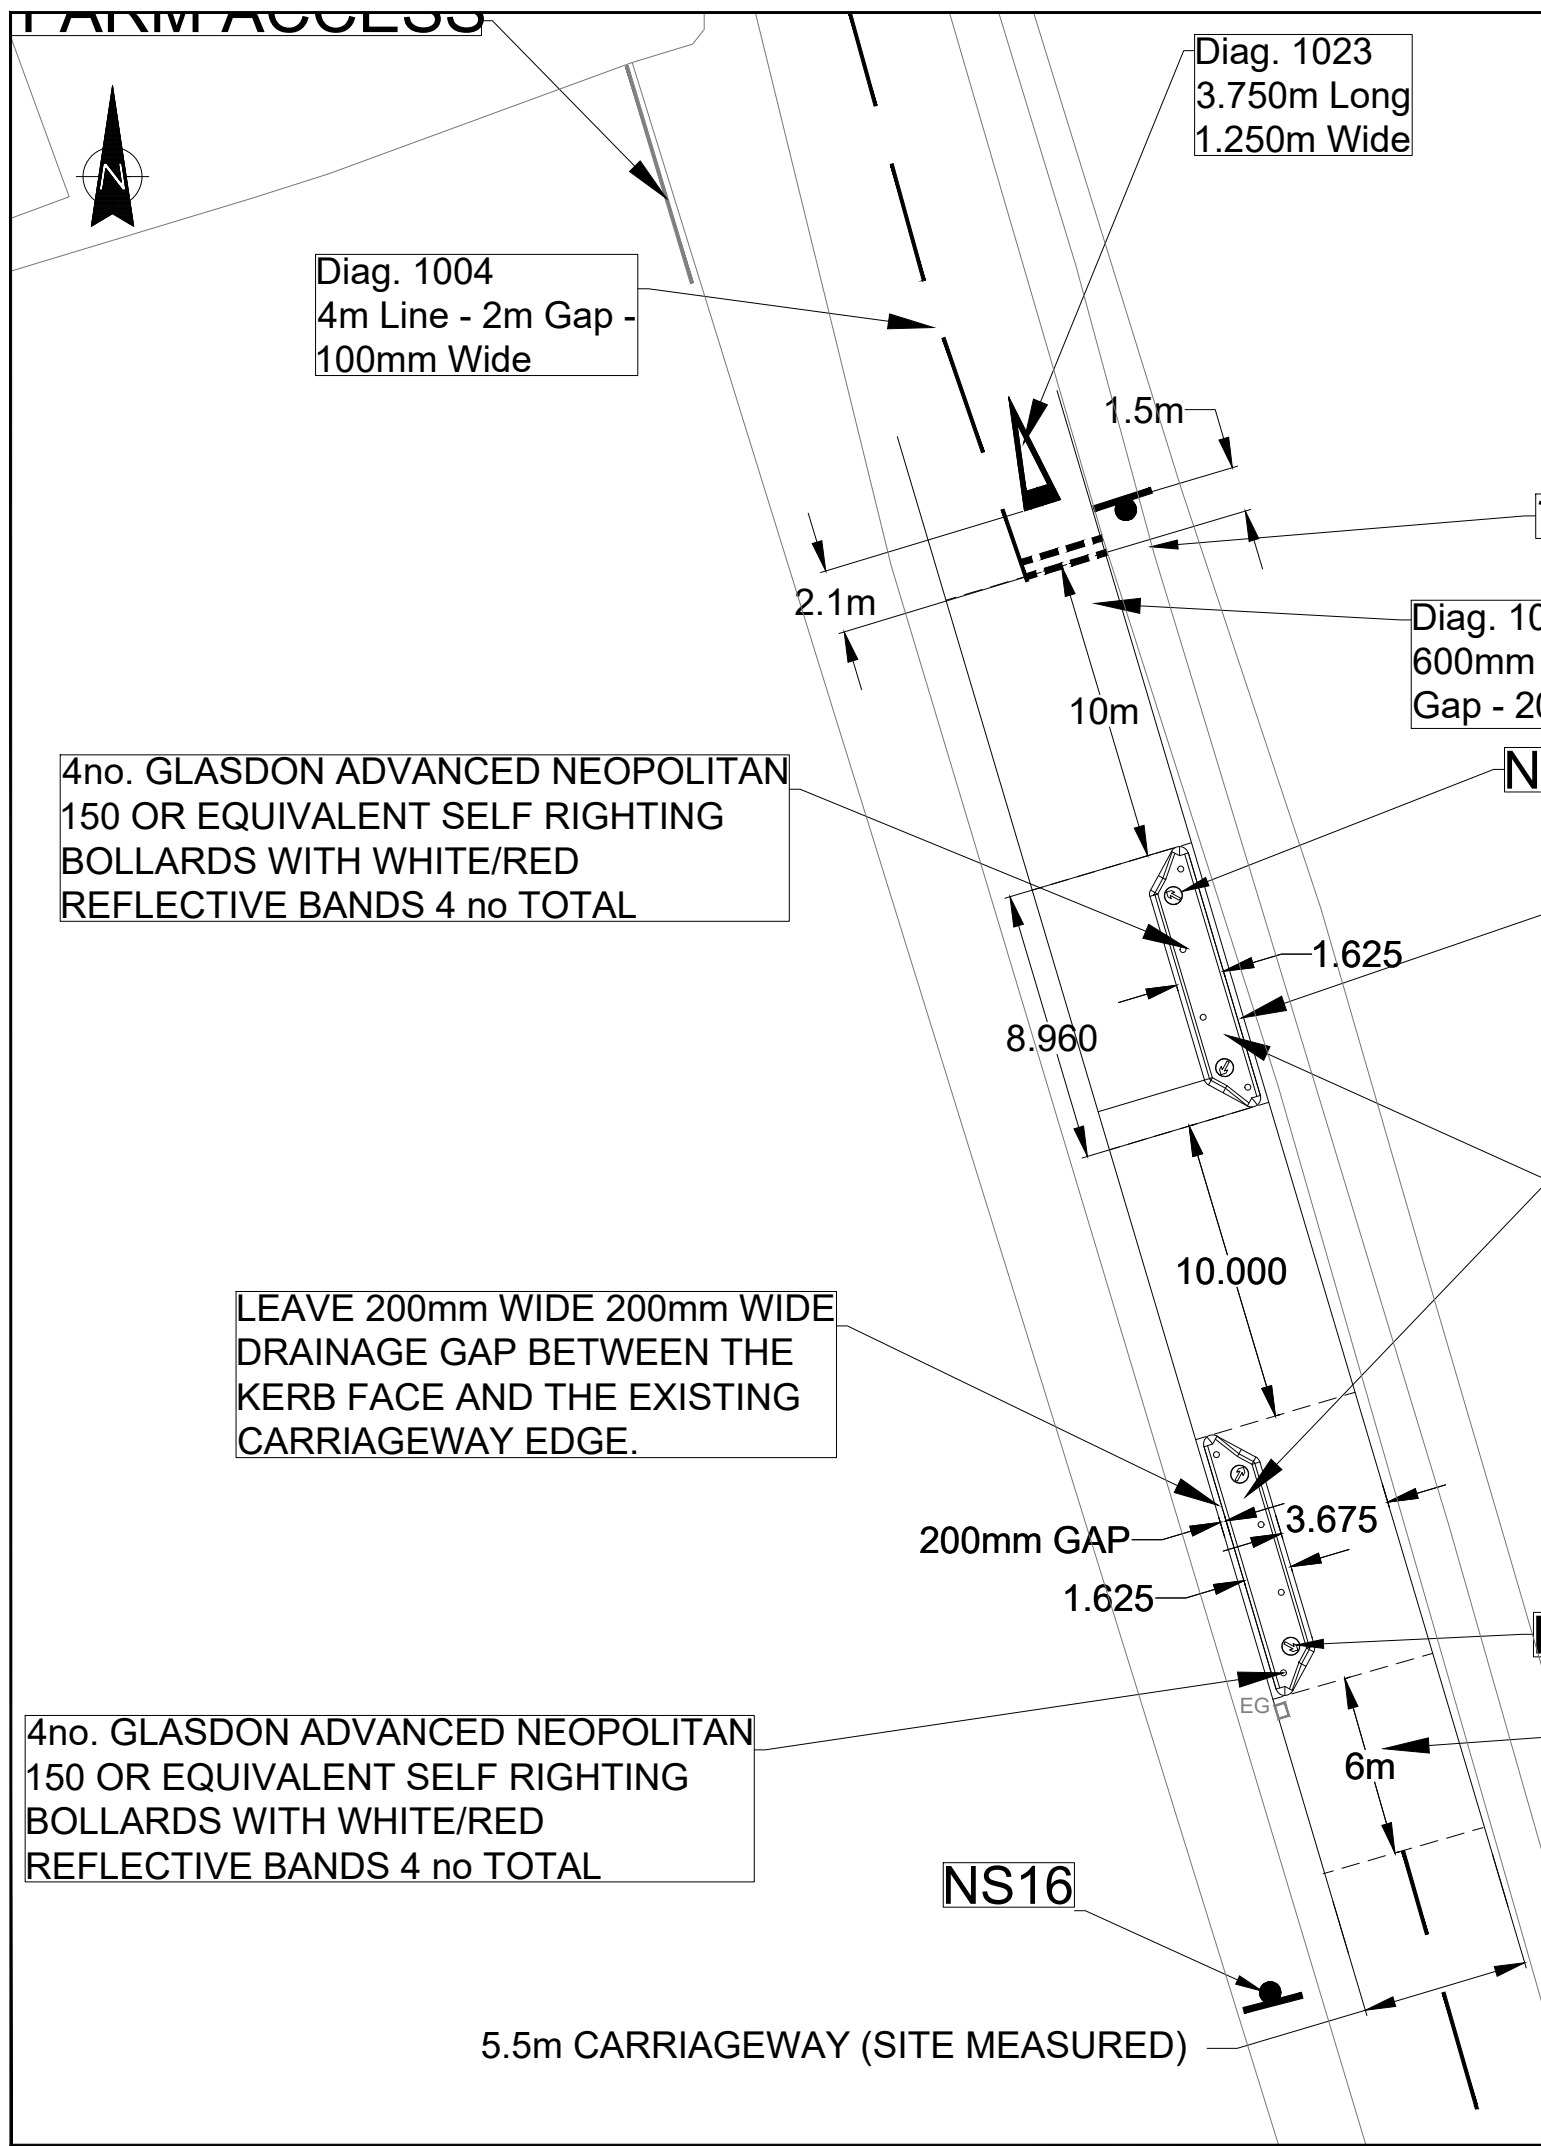 FARM ACCESS
Diag. 1023
3.750m Long
1.250m Wide
N
Diag. 1004
4m Line - 2m Gap -
100mm Wide
1.5m
2.1m
Diag. 10
600mm
Gap - 20
10m
N
4no. GLASDON ADVANCED NEOPOLITAN
150 OR EQUIVALENT SELF RIGHTING
BOLLARDS WITH WHITE/RED
REFLECTIVE BANDS 4 no TOTAL
1.625
8.960
10.000
LEAVE 200mm WIDE 200mm WIDE
DRAINAGE GAP BETWEEN THE
KERB FACE AND THE EXISTING
CARRIAGEWAY EDGE.
3.675
200mm GAP
1.625
EG
4no. GLASDON ADVANCED NEOPOLITAN
150 OR EQUIVALENT SELF RIGHTING
BOLLARDS WITH WHITE/RED
REFLECTIVE BANDS 4 no TOTAL
6m
NS16
5.5m CARRIAGEWAY (SITE MEASURED)